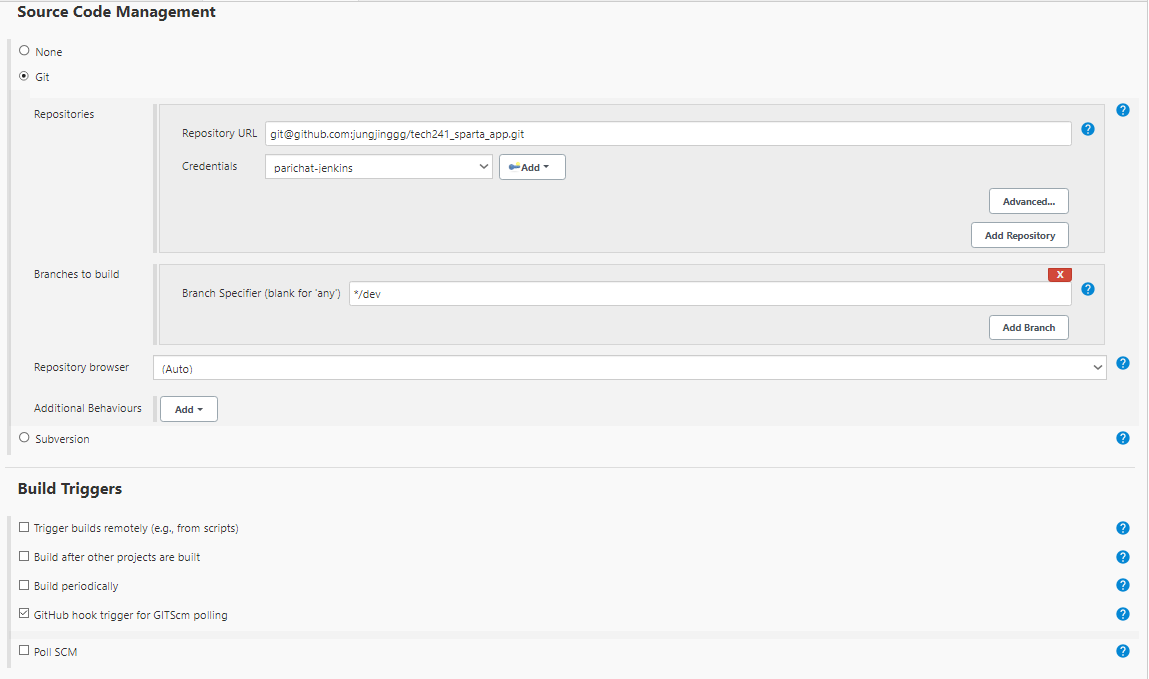 Source Code Management
None
Git
Repositories
Repository URL git@github.com:jungjinggg/tech241_sparta_app.git
Credentials parichat-jenkins Add
Advanced...
Add Repository
Branches to build
X
Branch Specifier (blank for 'any') */dev
Add Branch
Repository browser (Auto)
Additional Behaviours Add
Subversion
Build Triggers
Trigger builds remotely (e.g., from scripts)
Build after other projects are built
Build periodically
GitHub hook trigger for GITScm polling
Poll SCM